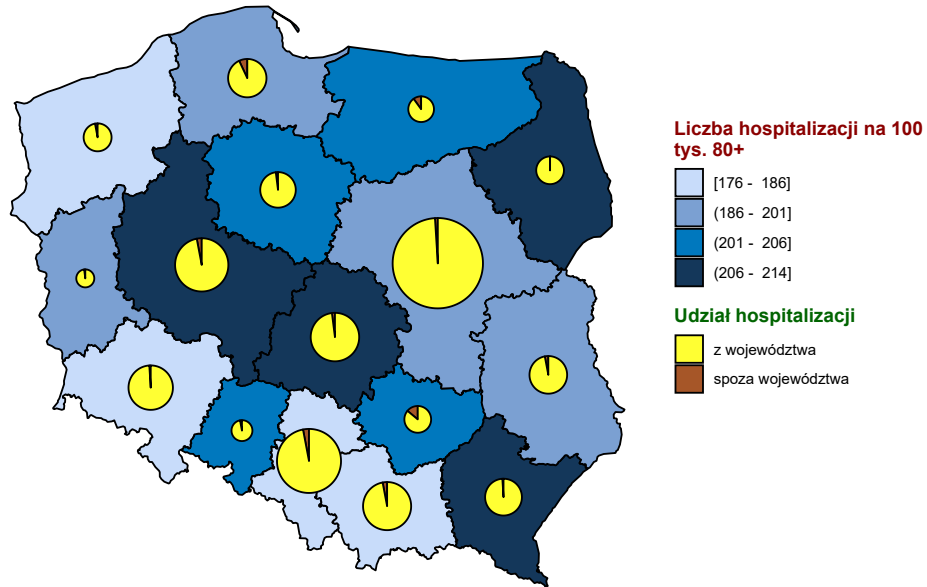 Liczba hospitalizacji na 100
tys. 80+
[176 - 186]
(186 - 201]
(201 - 206]
(206 - 214]
Udział hospitalizacji
z województwa
spoza województwa